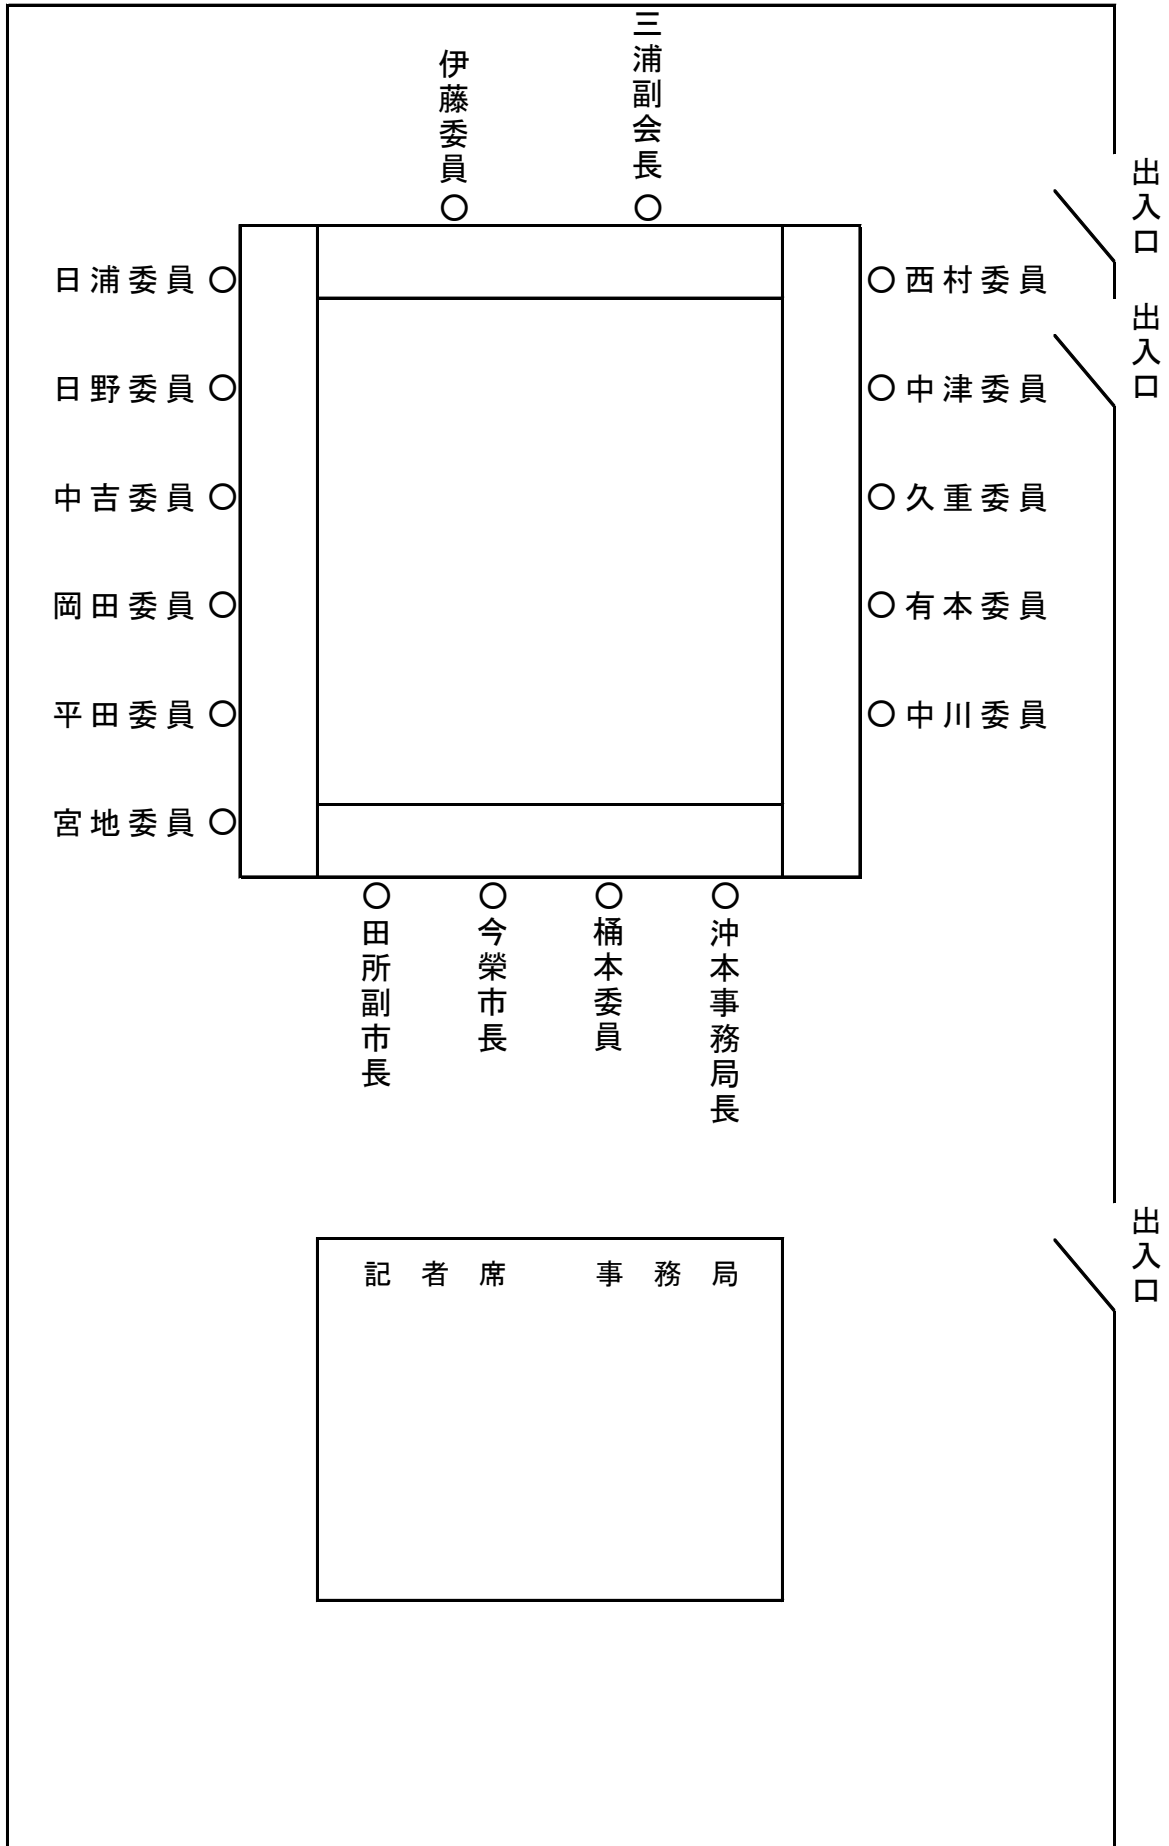 三浦副会長
伊藤委員
出入口
日浦委員
西村委員
出入口
日野委員
中津委員
中吉委員
久重委員
岡田委員
有本委員
平田委員
中川委員
宮地委員
田所副市長
今榮市長
桶本委員
沖本事務局長
出入口
記者席
事務局